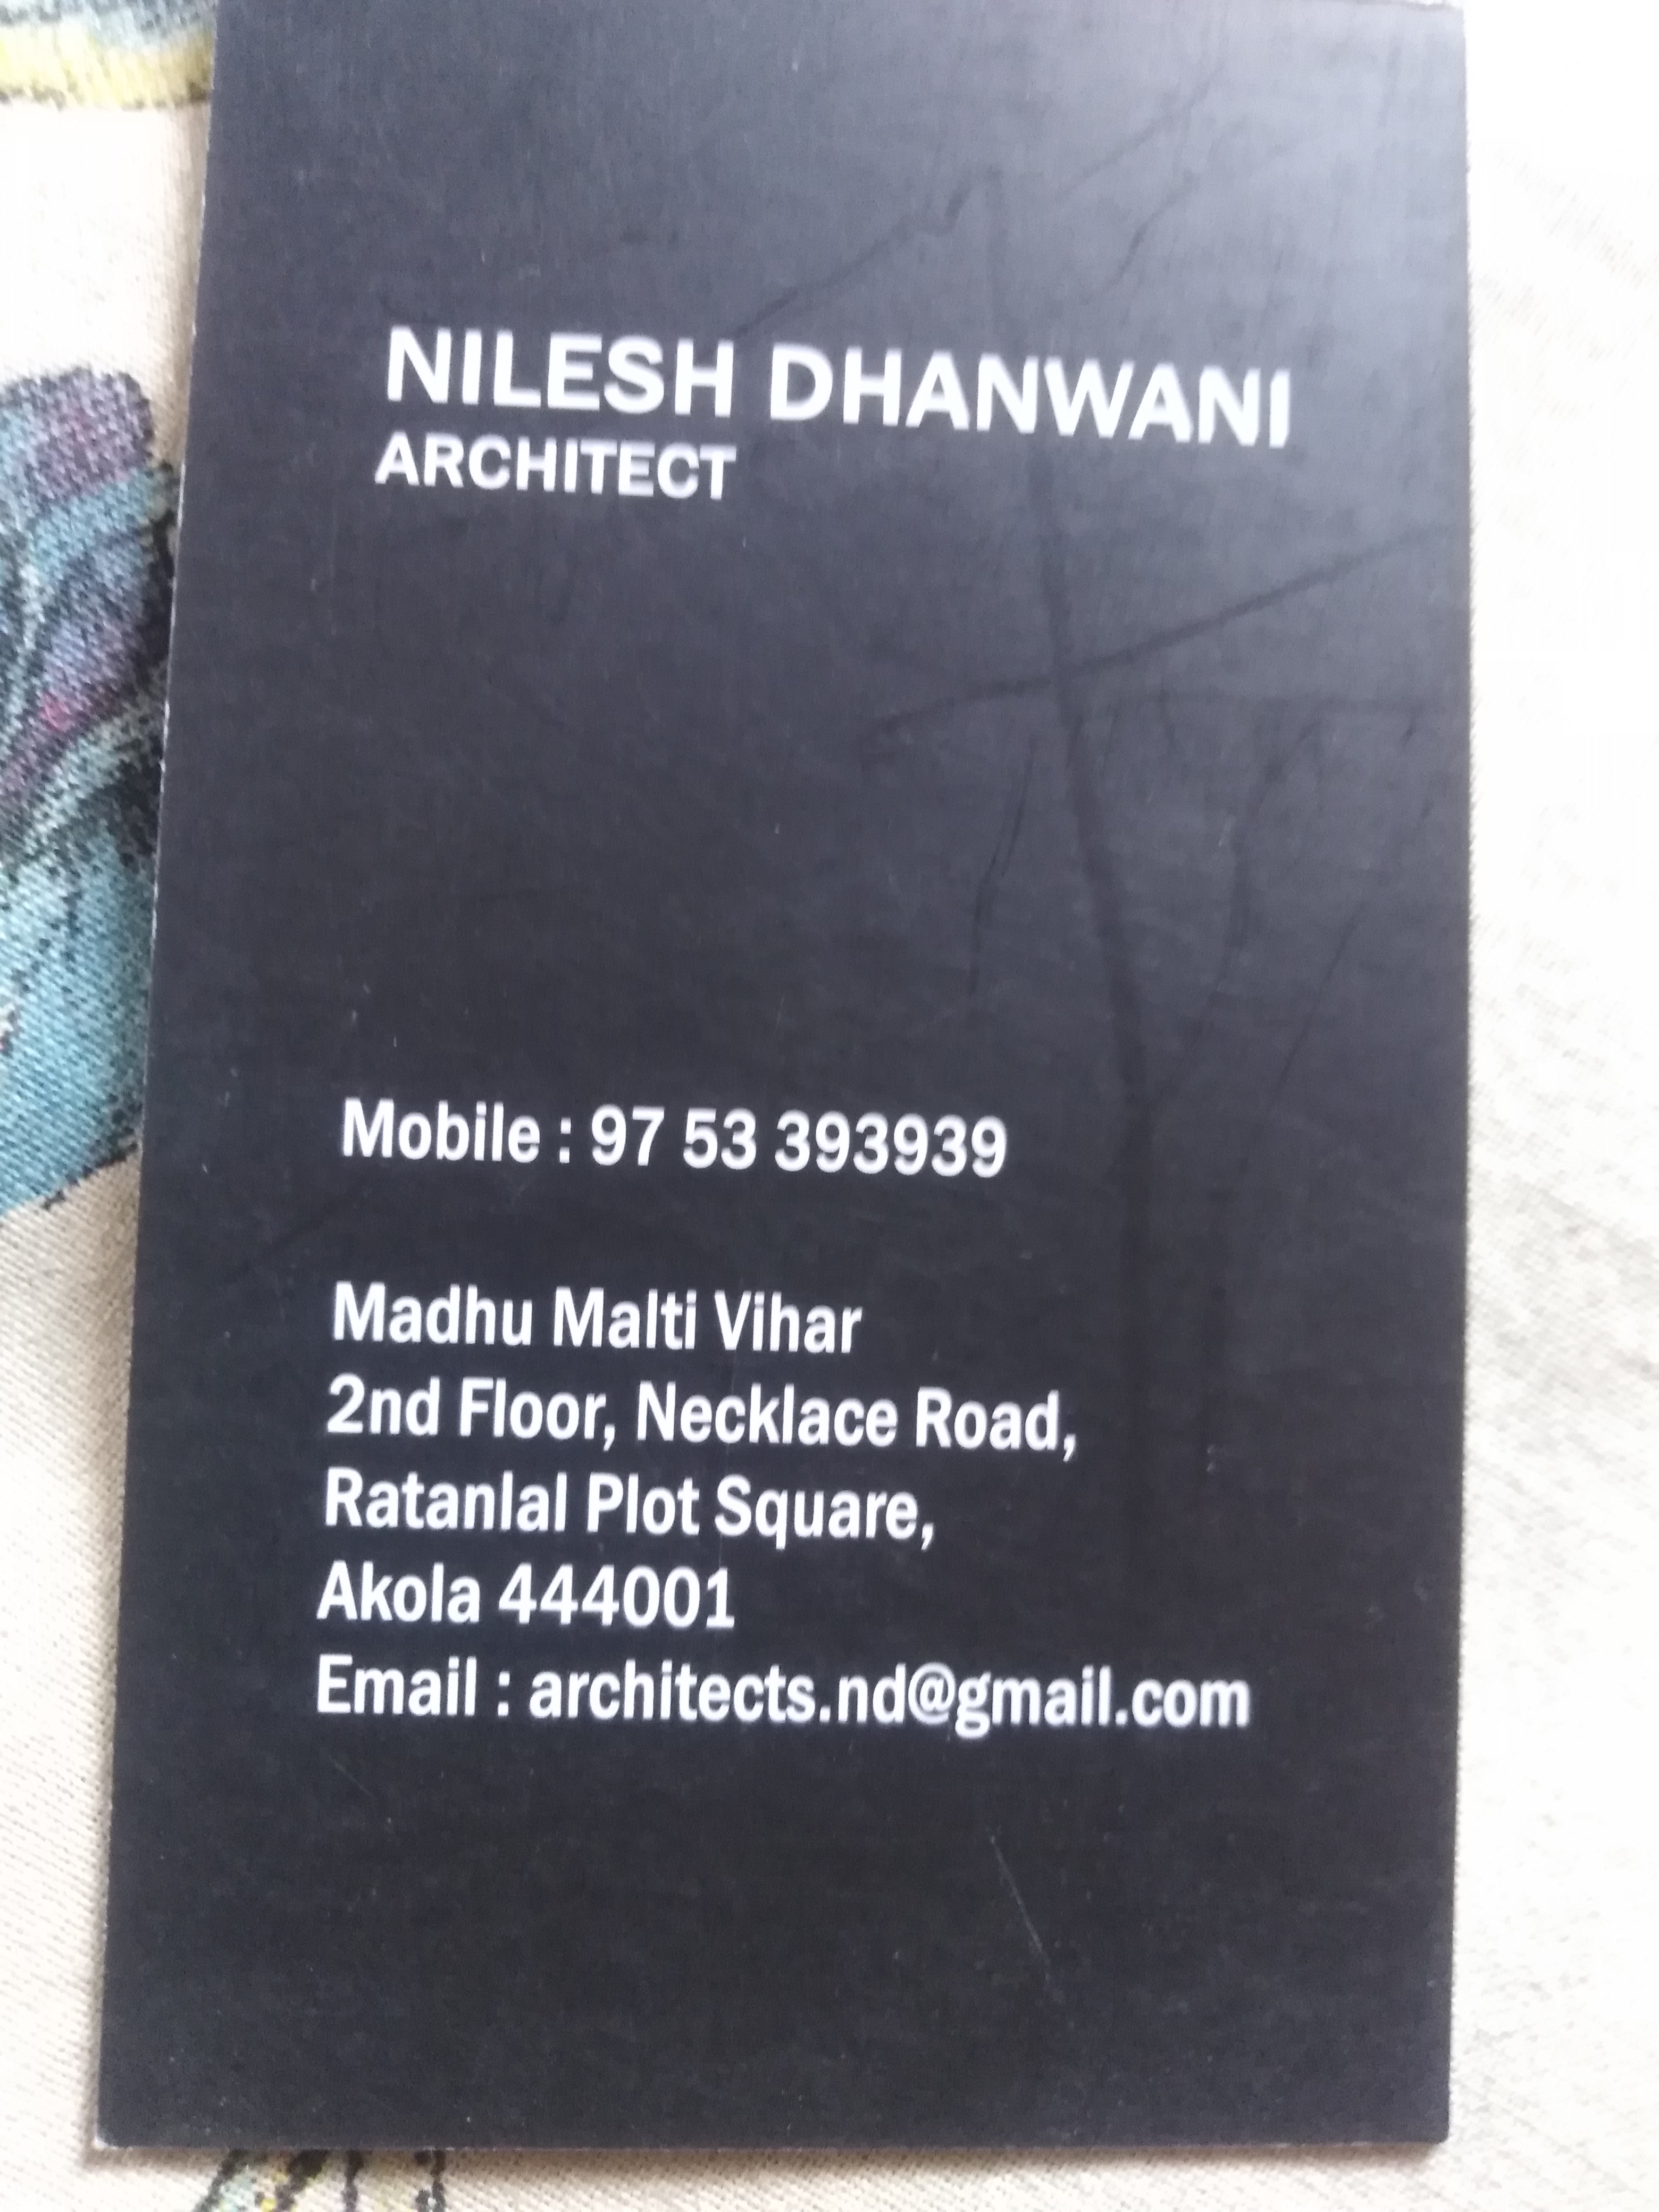 NILESH DHANWANI
ARCHITECT
Mobile : 97 53 393939
Madhu Malti Vihar
2nd Floor, Necklace Road,
Ratanlal Plot Square,
Akola 444001
Email : architects.nd@gmail.com